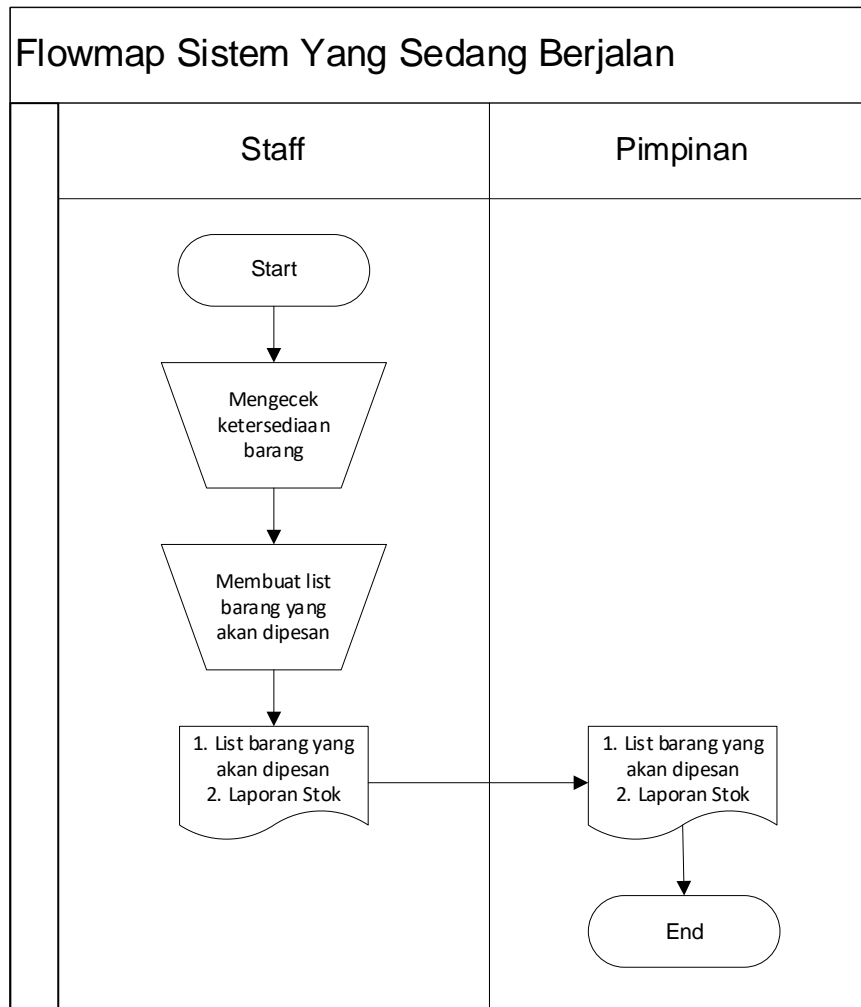 Flowmap Sistem Yang Sedang Berjalan
Staff
Pimpinan
Start
Mengecek
ketersediaan
barang
Membuat list
barang yang
akan dipesan
1. List barang yang
akan dipesan
2. Laporan Stok
1. List barang yang
akan dipesan
2. Laporan Stok
End